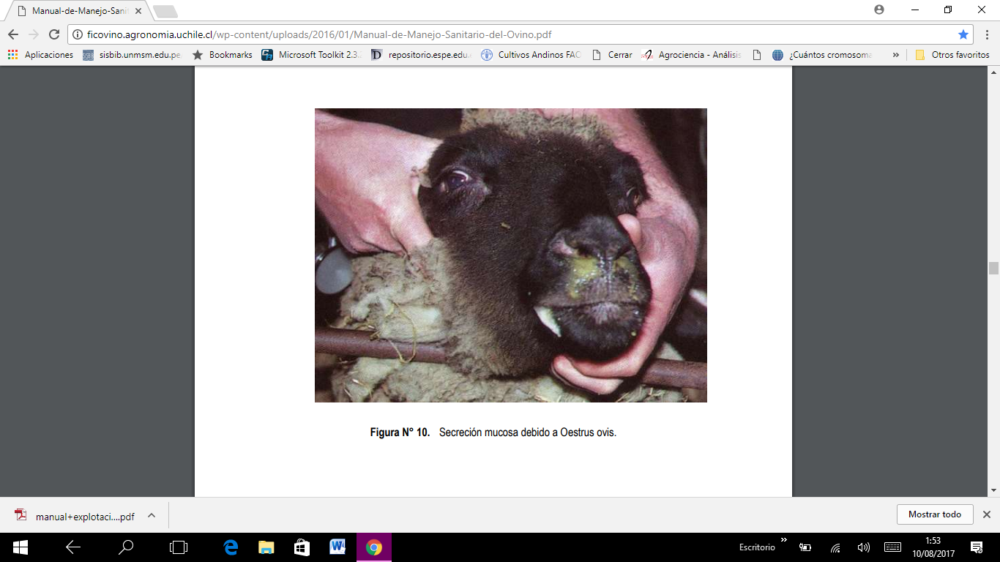 Manual-de-Manejo-Sanit
ficovino.agronomia.uchile.cl/wp-content/uploads/2016/01/Manual-de-Manejo-Sanitario-del-Ovino.pdf
Aplicaciones
sisbib.unmsm.edu.pe
Bookmarks
Microsoft Toolkit 2.3.
repositorio.espe.edu.
Cultivos Andinos FAO
Cerrar
Agrociencia - Análisis
¿Cuántos cromosoma
»
Otros favoritos
Figura N° 10. Secreción mucosa debido a Oestrus ovis.
manual+explotaci....pdf
Mostrar todo
Escritorio
»
1:53
10/08/2017